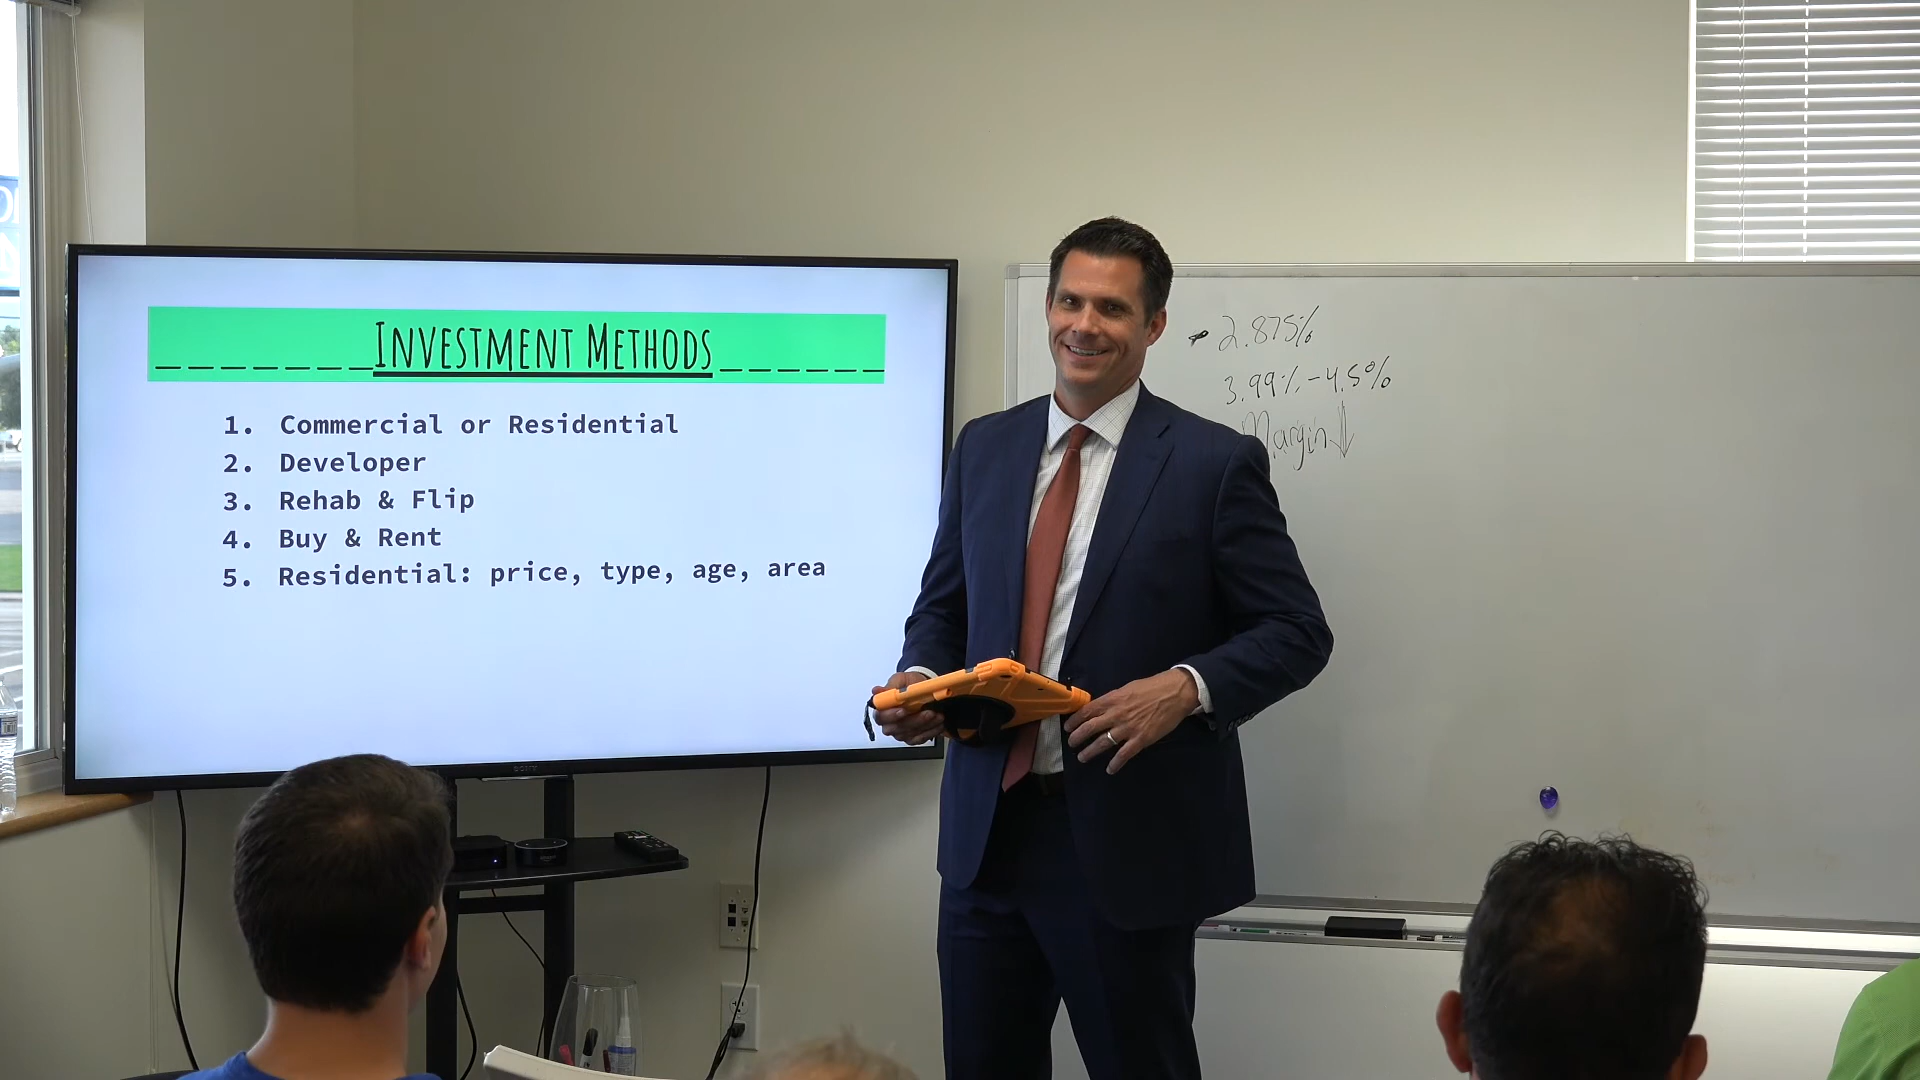 Investment Methods
1. Commercial or Residential
2. Developer
3. Rehab & Flip
4. Buy & Rent
5. Residential: price, type, age, area
2.875%
3.99% - 4.5%
Margin ↓